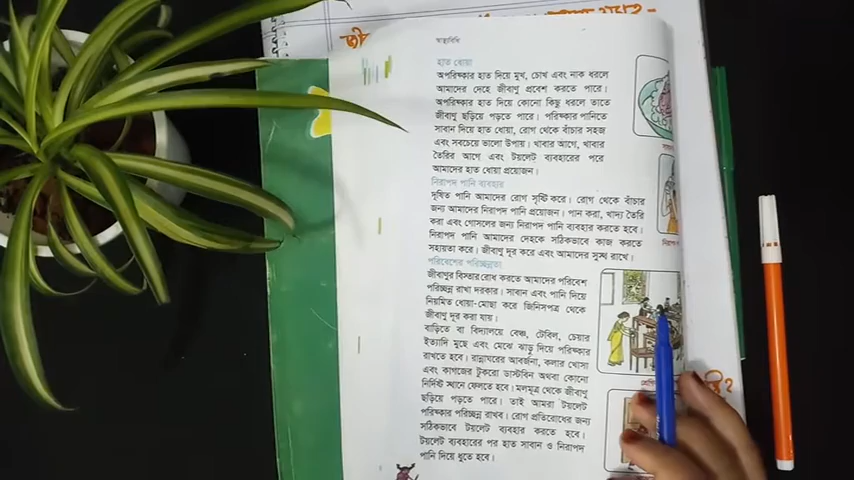 স্বাস্থ্যবিধি
হাত ধোয়া
অপরিষ্কার হাত দিয়ে মুখ, চোখ এবং নাক ধরলে
আমাদের দেহে জীবাণু প্রবেশ করতে পারে।
অপরিষ্কার হাত দিয়ে কোনো কিছু ধরলে তাতে
জীবাণু ছড়িয়ে পড়তে পারে। পরিষ্কার পানিতে
সাবান দিয়ে হাত ধোয়া, রোগ থেকে বাঁচার সহজ
এবং সবচেয়ে ভালো উপায়। খাবার আগে, খাবার
তৈরির আগে এবং টয়লেট ব্যবহারের পরে
আমাদের হাত ধোয়া প্রয়োজন।
নিরাপদ পানি ব্যবহার
দূষিত পানি আমাদের রোগ সৃষ্টি করে। রোগ থেকে বাঁচার
জন্য আমাদের নিরাপদ পানি প্রয়োজন। পান করা, খাদ্য তৈরি
করা এবং গোসলের জন্য নিরাপদ পানি ব্যবহার করতে হবে।
নিরাপদ পানি আমাদের দেহকে সঠিকভাবে কাজ করতে
সহায়তা করে। জীবাণু দূর করে এবং আমাদের সুস্থ রাখে।
পরিবেশের পরিচ্ছন্নতা
জীবাণুর বিস্তার রোধ করতে আমাদের পরিবেশ
পরিচ্ছন্ন রাখা দরকার। সাবান এবং পানি দিয়ে
নিয়মিত ধোয়া-মোছা করে জিনিসপত্র থেকে
জীবাণু দূর করা যায়।
বাড়িতে বা বিদ্যালয়ে বেঞ্চ, টেবিল, চেয়ার
ইত্যাদি মুছে এবং মেঝে ঝাড়ু দিয়ে পরিষ্কার
রাখতে হবে। রান্নাঘরের আবর্জনা, কলার খোসা
এবং কাগজের টুকরো ডাস্টবিন অথবা কোনো
নির্দিষ্ট স্থানে ফেলতে হবে। মলমূত্র থেকে জীবাণু
ছড়িয়ে পড়তে পারে। তাই আমরা টয়লেট
পরিষ্কার পরিচ্ছন্ন রাখব। রোগ প্রতিরোধের জন্য
সঠিকভাবে টয়লেট ব্যবহার করতে হবে।
টয়লেট ব্যবহারের পর হাত সাবান ও নিরাপদ
পানি দিয়ে ধুতে হবে।